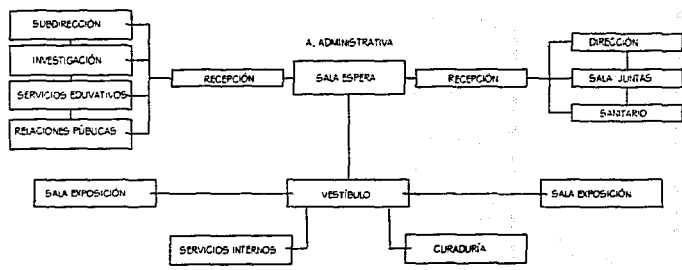 SUBDIRECCIÓN
INVESTIGACIÓN
SERVICIOS EDUVATIVOS
RELACIONES PÚBLICAS
RECEPCIÓN
A. ADMINISTRATIVA
SALA ESPERA
RECEPCIÓN
DIRECCIÓN
SALA JUNTAS
SANITARIO
SALA EXPOSICIÓN
VESTÍBULO
SALA EXPOSICIÓN
SERVICIOS INTERNOS
CURADURÍA